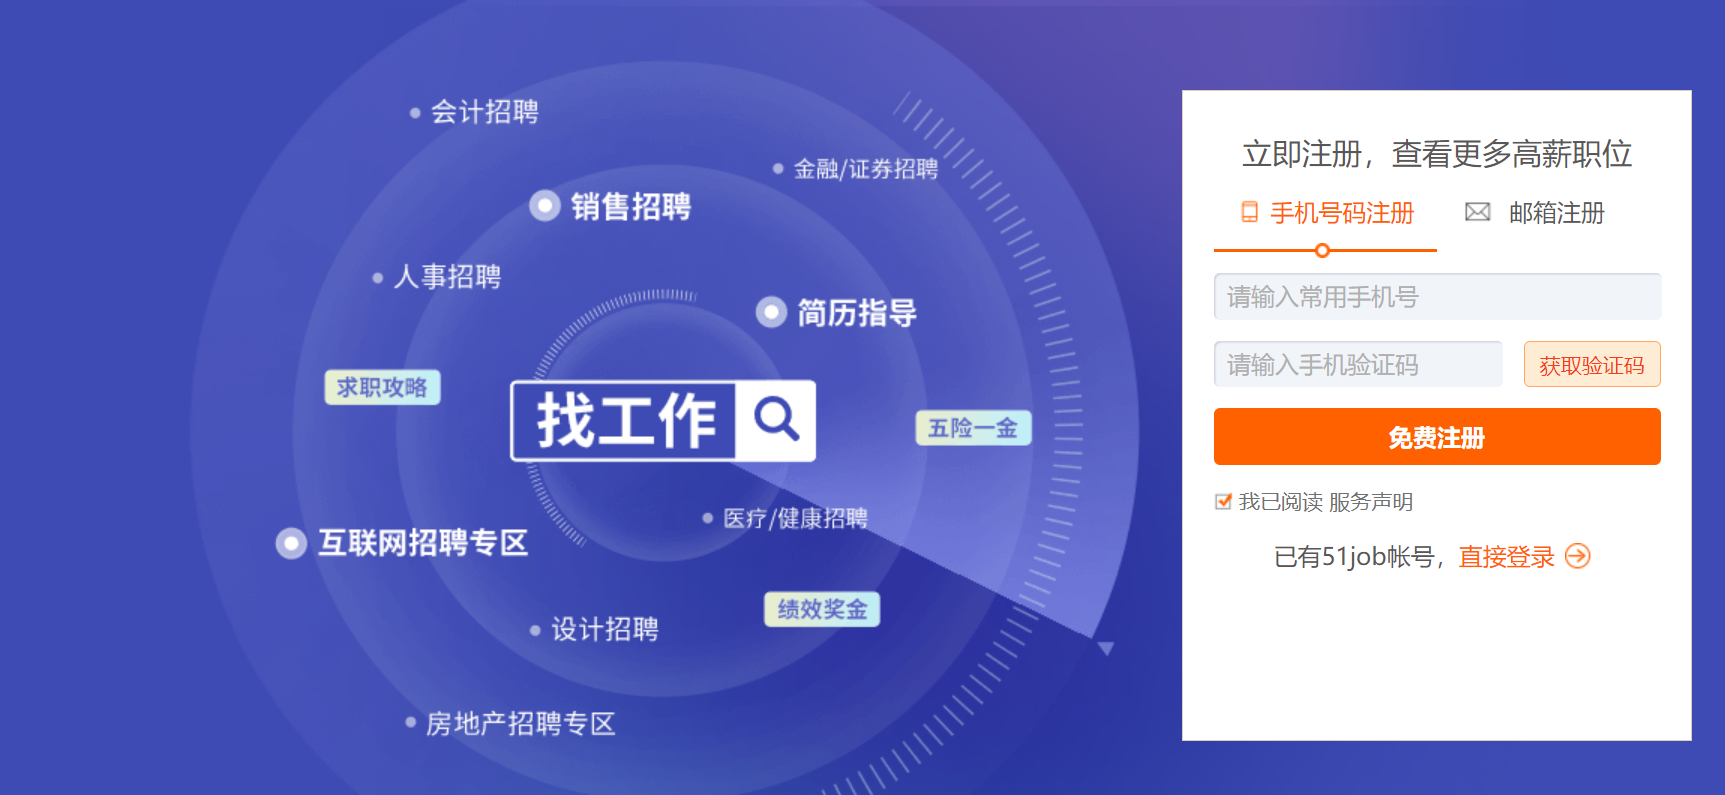 会计招聘
金融/证券招聘
销售招聘
人事招聘
简历指导
求职攻略
找工作
五险一金
医疗/健康招聘
互联网招聘专区
绩效奖金
设计招聘
房地产招聘专区
立即注册，查看更多高薪职位
手机号码注册
邮箱注册
请输入常用手机号
请输入手机验证码
获取验证码
免费注册
我已阅读 服务声明
已有51job帐号，直接登录